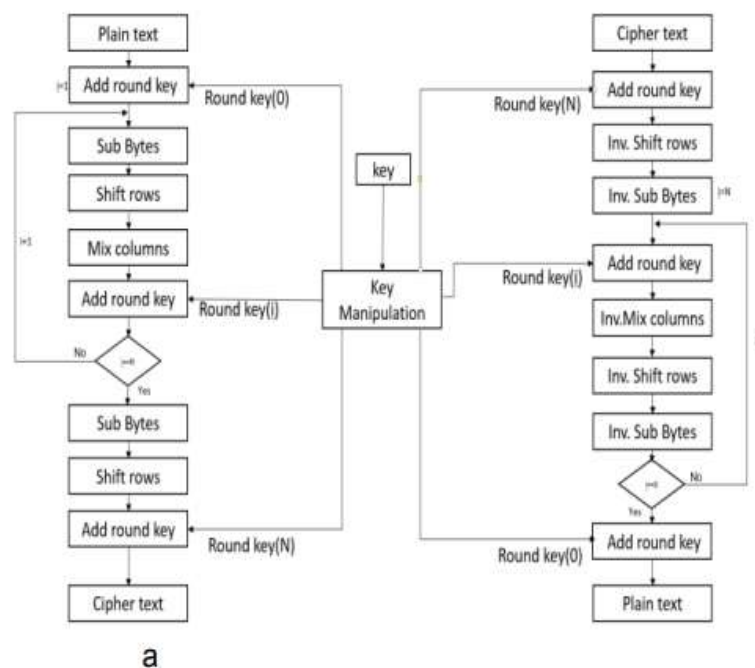 Plain text
Add round key
Round key(0)
Sub Bytes
Shift rows
Mix columns
Add round key
Round key(i)
No
Yes
Sub Bytes
Shift rows
Add round key
Round key(N)
Cipher text
key
Key
Manipulation
Cipher text
Add round key
Round key(N)
Inv. Shift rows
Inv. Sub Bytes
Add round key
Round key(i)
Inv.Mix columns
Inv. Shift rows
Inv. Sub Bytes
No
Yes
Add round key
Round key(0)
Plain text
a